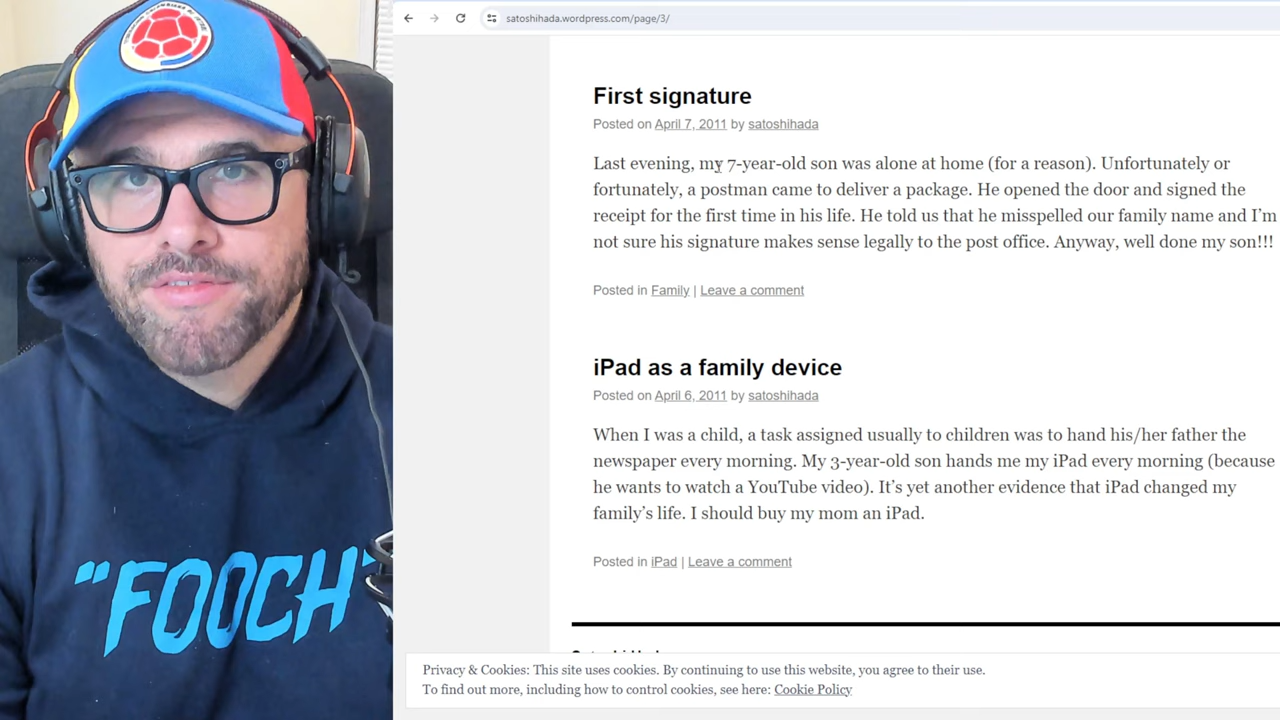 "FOOCH"
satoshihada.wordpress.com/page/3/
First signature
Posted on April 7, 2011 by satoshihada
Last evening, my 7-year-old son was alone at home (for a reason). Unfortunately or
fortunately, a postman came to deliver a package. He opened the door and signed the
receipt for the first time in his life. He told us that he misspelled our family name and I’m
not sure his signature makes sense legally to the post office. Anyway, well done my son!!!
Posted in Family | Leave a comment
iPad as a family device
Posted on April 6, 2011 by satoshihada
When I was a child, a task assigned usually to children was to hand his/her father the
newspaper every morning. My 3-year-old son hands me my iPad every morning (because
he wants to watch a YouTube video). It’s yet another evidence that iPad changed my
family’s life. I should buy my mom an iPad.
Posted in iPad | Leave a comment
Privacy & Cookies: This site uses cookies. By continuing to use this website, you agree to their use.
To find out more, including how to control cookies, see here: Cookie Policy